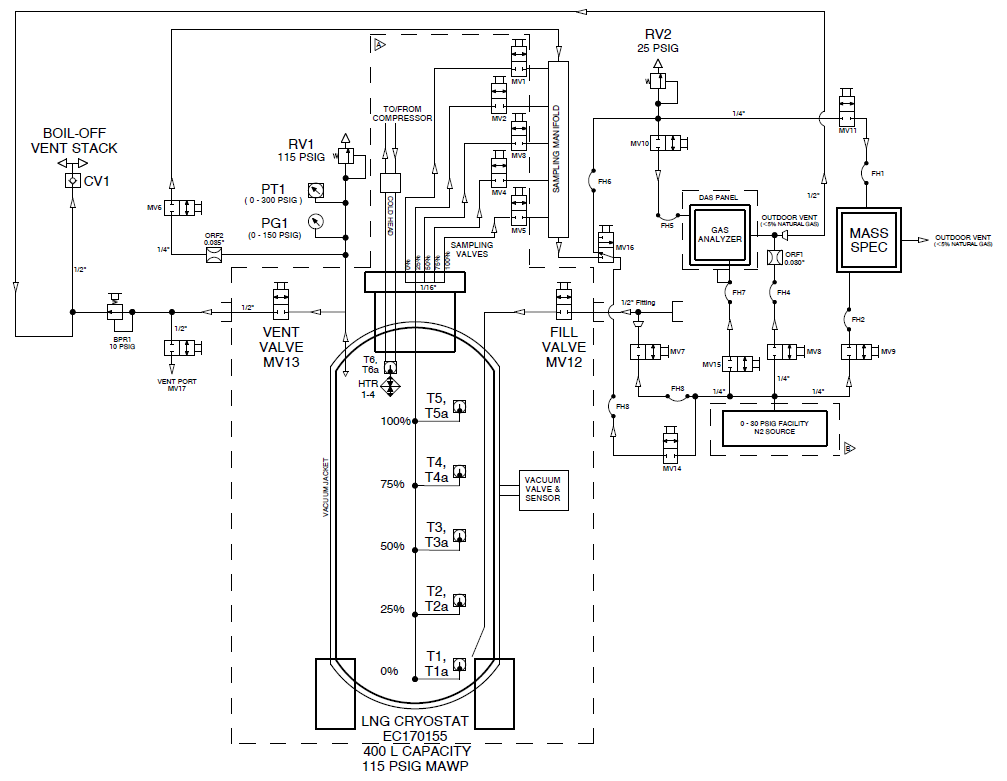 A
RV2
25 PSIG
TO/FROM
COMPRESSOR
MV1
MV2
MV3
MV4
MV5
SAMPLING MANIFOLD
SAMPLING
VALVES
BOIL-OFF
VENT STACK
CV1
RV1
115 PSIG
PT1
( 0 - 300 PSIG )
PG1
(0 - 150 PSIG)
MV6
ORF2
0.085"
1/4"
COLD HEAD
0%
25%
50%
75%
100%
1/16"
1/4"
MV11
MV10
FH6
FH5
FH1
1/2"
DAS PANEL
GAS
ANALYZER
OUTDOOR VENT
(<5% NATURAL GAS)
ORF1
0.030"
MASS
SPEC
OUTDOOR VENT
(<5% NATURAL GAS)
MV16
FH7
FH4
FH2
1/2"
BPR1
10 PSIG
1/2"
VENT PORT
MV17
1/2"
VENT
VALVE
MV13
FILL
VALVE
MV12
1/2" Fitting
MV7
MV15
MV8
MV9
1/4"
1/4"
1/4"
FH3
FH8
MV14
0 - 30 PSIG FACILITY
N2 SOURCE
B
T6,
T6a
HTR
1-4
100%
T5,
T5a
75%
T4,
T4a
50%
T3,
T3a
25%
T2,
T2a
0%
T1,
T1a
VACUUM JACKET
VACUUM
VALVE &
SENSOR
LNG CRYOSTAT
EC170155
400 L CAPACITY
115 PSIG MAWP